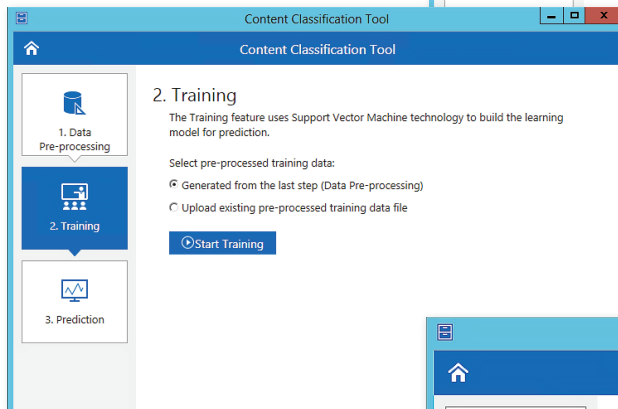 Content Classification Tool
Content Classification Tool
1. Data
Pre-processing
2. Training
3. Prediction
2. Training
The Training feature uses Support Vector Machine technology to build the learning
model for prediction.
Select pre-processed training data:
Generated from the last step (Data Pre-processing)
Upload existing pre-processed training data file
Start Training